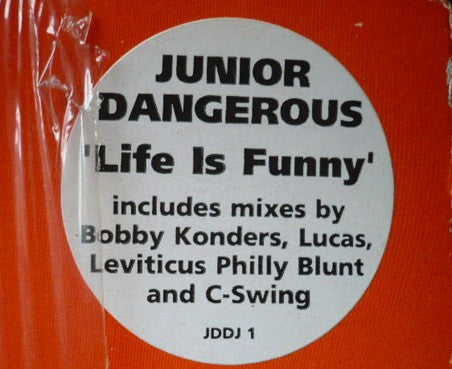 JUNIOR
DANGEROUS
'Life Is Funny'
includes mixes by
Bobby Konders, Lucas,
Leviticus Philly Blunt
and C-Swing
JDDJ 1